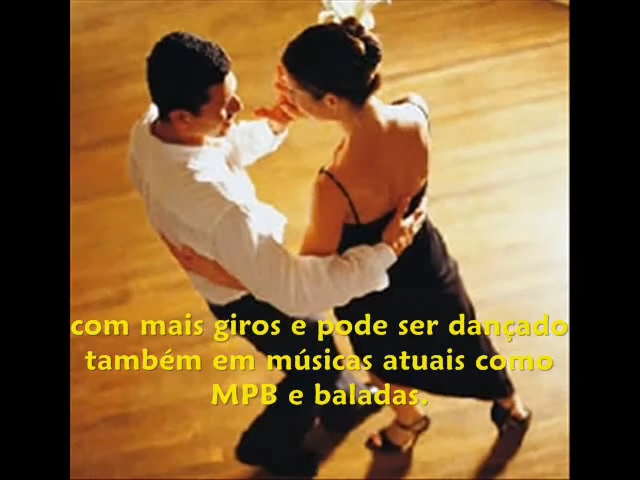 com mais giros e pode ser dançado
também em músicas atuais como
MPB e baladas.